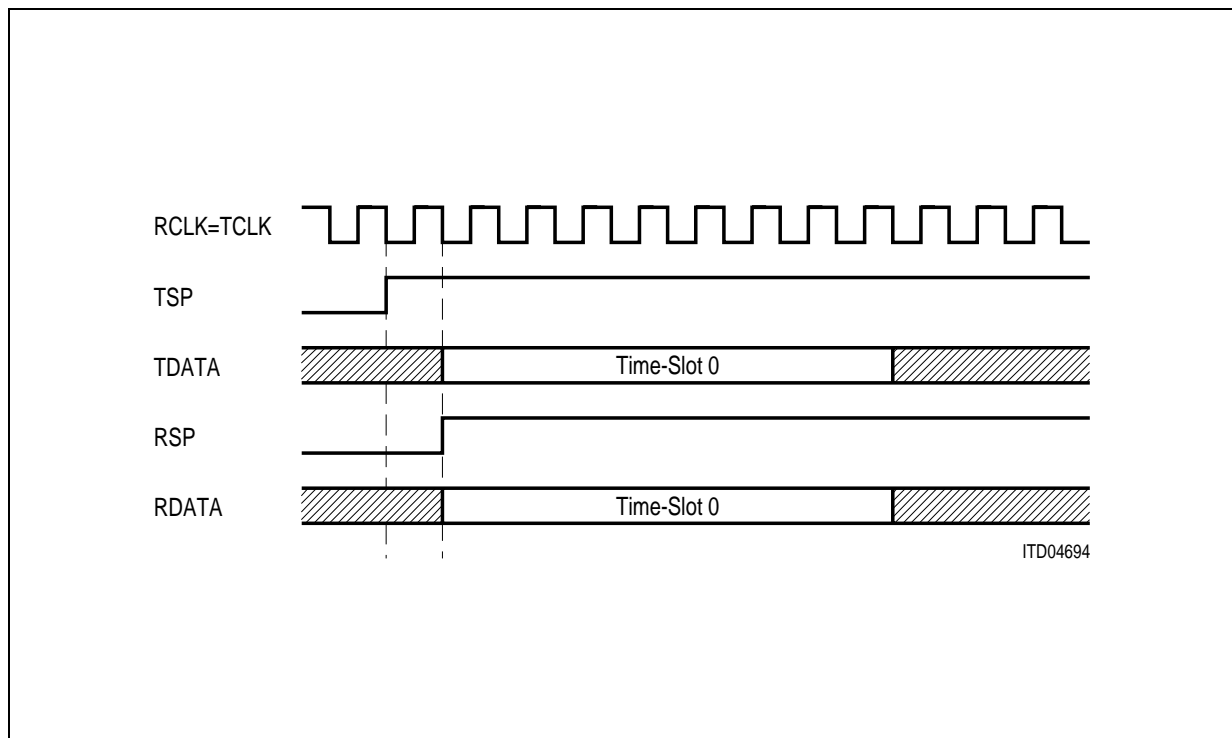 RCLK=TCLK
TSP
TDATA Time-Slot 0
RSP
RDATA Time-Slot 0
ITD04694